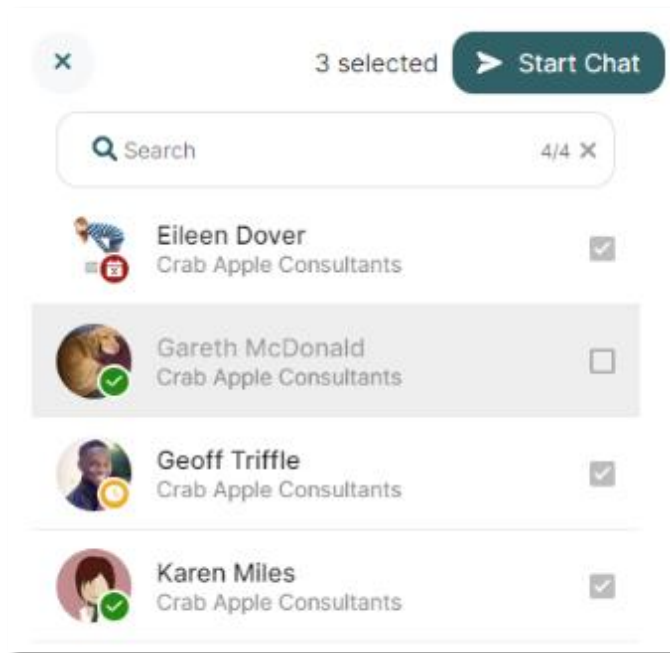 3 selected
Start Chat
Search
4/4
Eileen Dover
Crab Apple Consultants
Gareth McDonald
Crab Apple Consultants
Geoff Triffle
Crab Apple Consultants
Karen Miles
Crab Apple Consultants